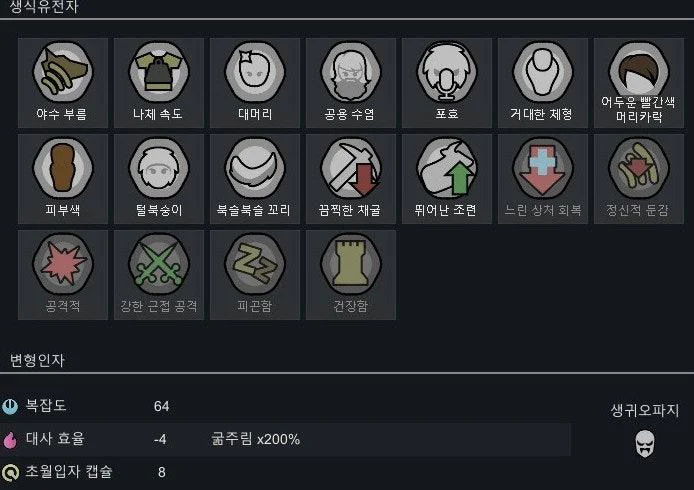 생식유전자
야수 부름
나체 속도
대머리
공용 수염
포효
거대한 체형
어두운 빨간색
머리카락
피부색
털북숭이
북슬북슬 꼬리
끔찍한 채굴
뛰어난 조련
느린 상처 회복
정신적 둔감
공격적
강한 근접 공격
피곤함
건장함
변형인자
복잡도 64
생귀오파지
대사 효율 -4 굶주림 x200%
초월입자 캡슐 8